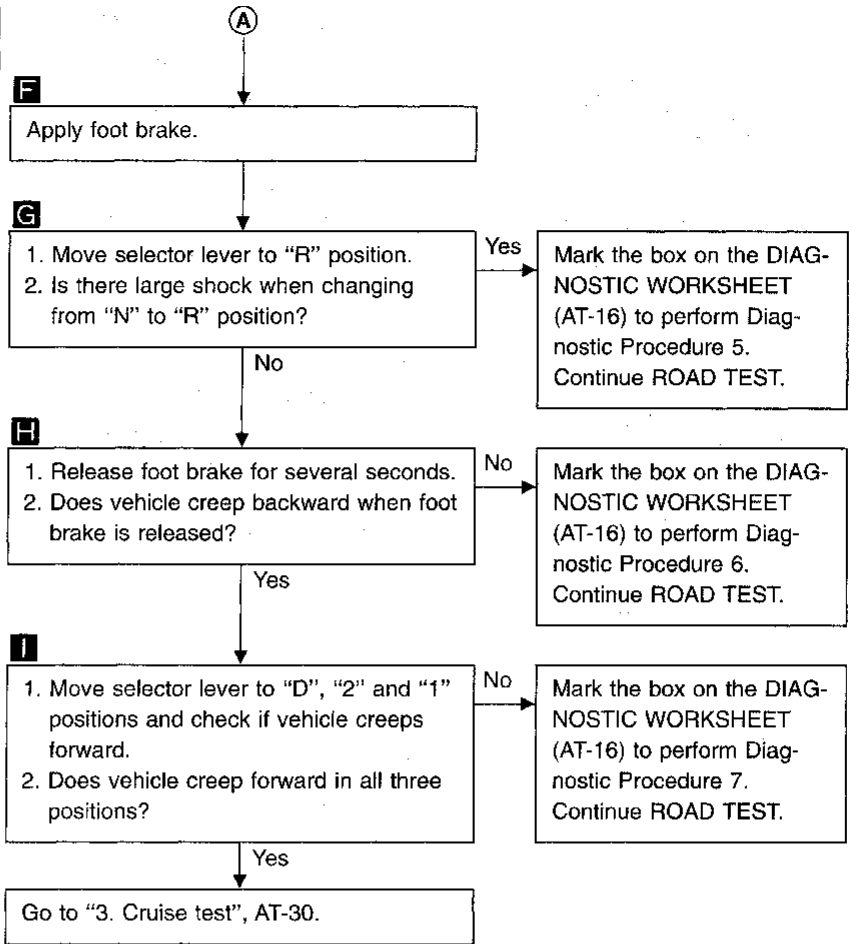 A
F
Apply foot brake.
G
1. Move selector lever to "R" position.
2. Is there large shock when changing
from "N" to "R" position?
Yes
Mark the box on the DIAG-
NOSTIC WORKSHEET
(AT-16) to perform Diag-
nostic Procedure 5.
Continue ROAD TEST.
No
H
1. Release foot brake for several seconds.
2. Does vehicle creep backward when foot
brake is released?
No
Mark the box on the DIAG-
NOSTIC WORKSHEET
(AT-16) to perform Diag-
nostic Procedure 6.
Continue ROAD TEST.
Yes
I
1. Move selector lever to "D", "2" and "1"
positions and check if vehicle creeps
forward.
2. Does vehicle creep forward in all three
positions?
No
Mark the box on the DIAG-
NOSTIC WORKSHEET
(AT-16) to perform Diag-
nostic Procedure 7.
Continue ROAD TEST.
Yes
Go to "3. Cruise test", AT-30.